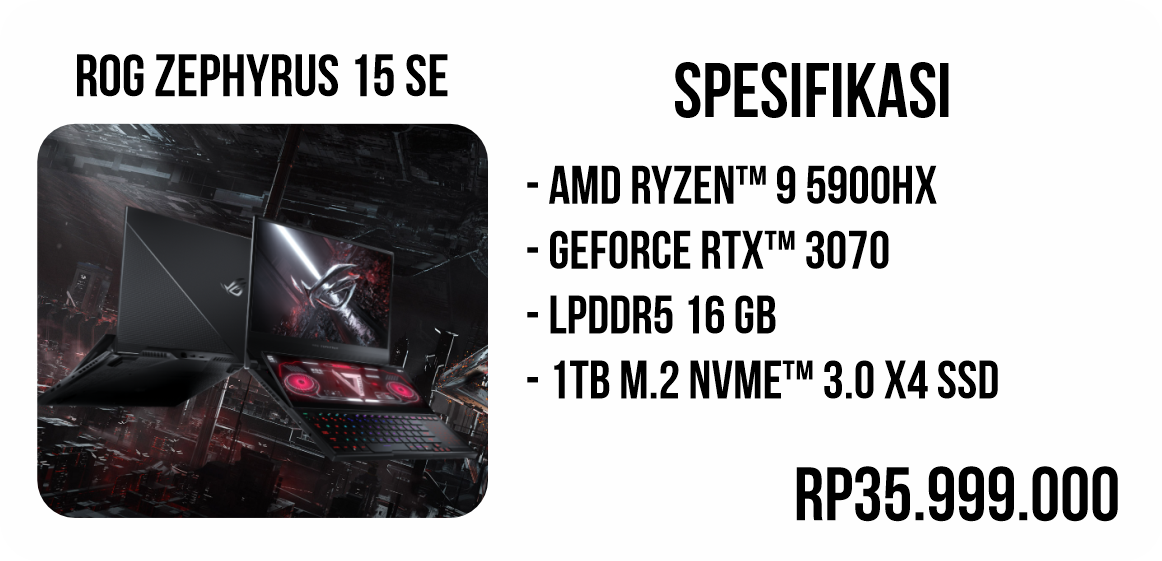 ROG ZEPHYRUS 15 SE
SPESIFIKASI
- AMD RYZEN™ 9 5900HX
- GEFORCE RTX™ 3070
- LPDDR5 16 GB
- 1TB M.2 NVME™ 3.0 X4 SSD
RP35.999.000